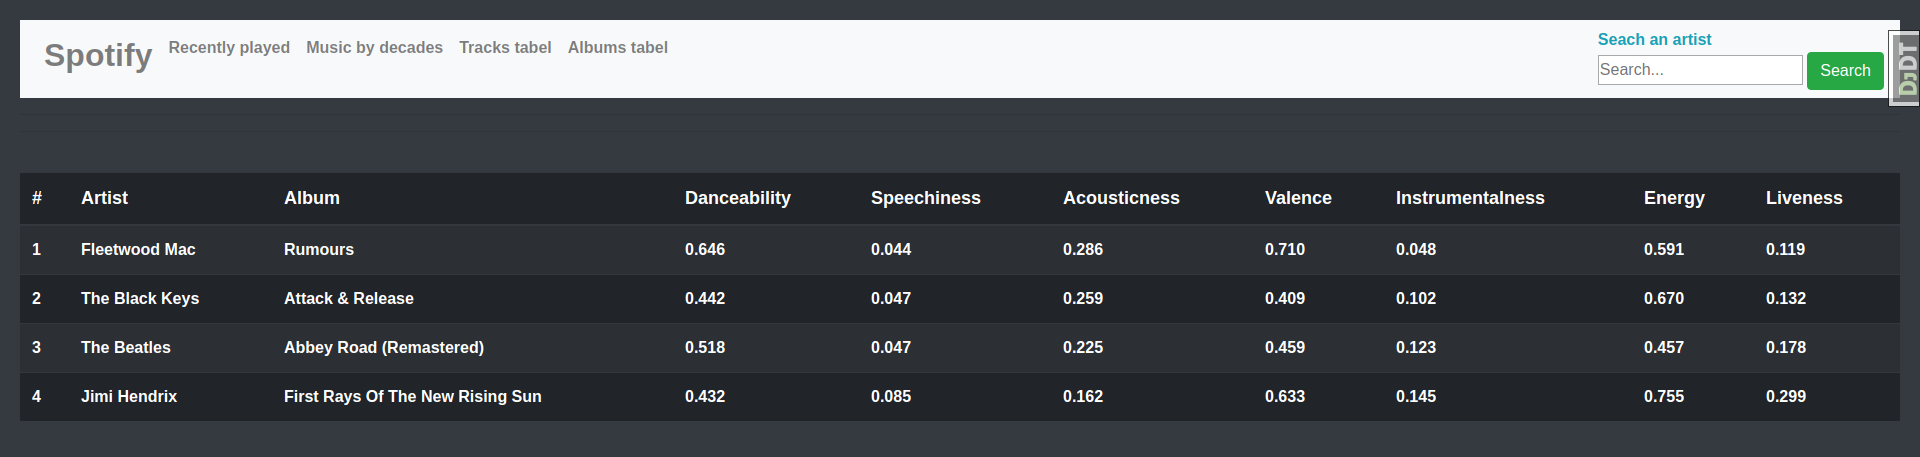 Spotify Recently played Music by decades Tracks tabel Albums tabel
Seach an artist
Search... Search
DjDT
# Artist Album Danceability Speechiness Acousticness Valence Instrumentalness Energy Liveness
1 Fleetwood Mac Rumours 0.646 0.044 0.286 0.710 0.048 0.591 0.119
2 The Black Keys Attack & Release 0.442 0.047 0.259 0.409 0.102 0.670 0.132
3 The Beatles Abbey Road (Remastered) 0.518 0.047 0.225 0.459 0.123 0.457 0.178
4 Jimi Hendrix First Rays Of The New Rising Sun 0.432 0.085 0.162 0.633 0.145 0.755 0.299